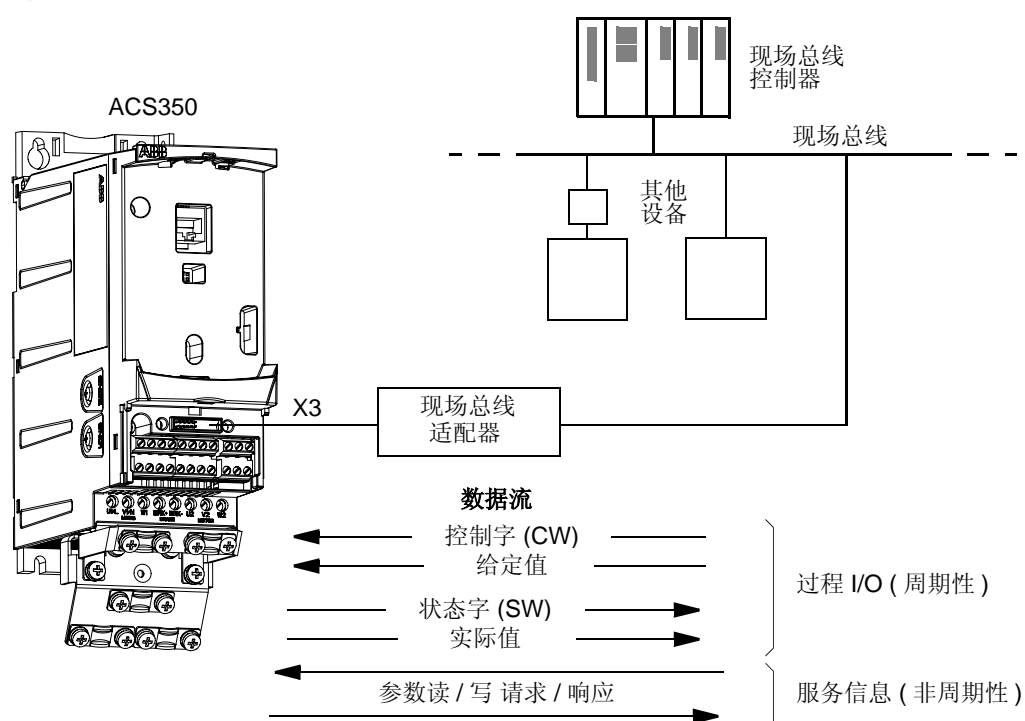 现场总线
控制器
ACS350
现场总线
ABB
其他
设备
X3
现场总线
适配器
数据流
控制字 (CW)
给定值
过程 I/O ( 周期性 )
状态字 (SW)
实际值
参数读 / 写 请求 / 响应
服务信息 ( 非周期性 )